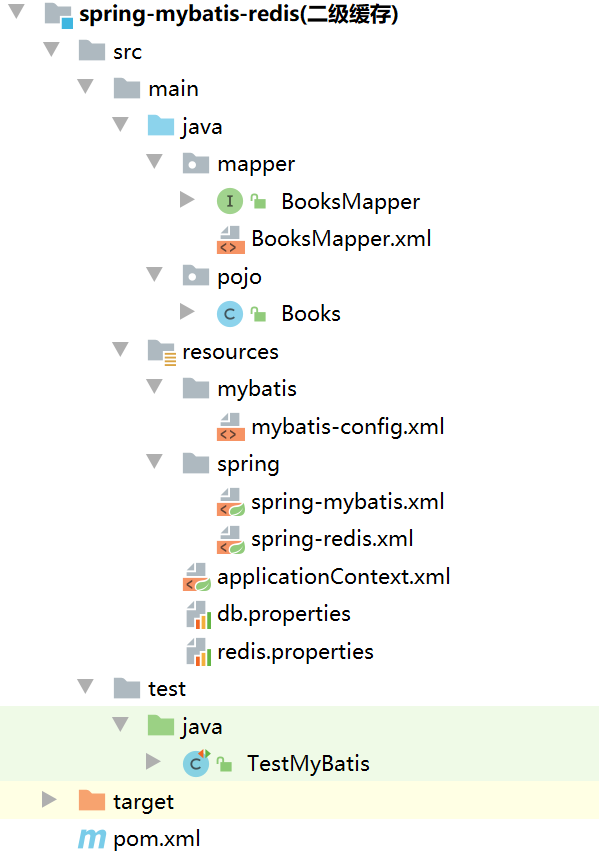 spring-mybatis-redis(二级缓存)
src
main
java
mapper
I BooksMapper
<> BooksMapper.xml
pojo
C Books
resources
mybatis
<> mybatis-config.xml
spring
spring-mybatis.xml
spring-redis.xml
applicationContext.xml
db.properties
redis.properties
test
java
C TestMyBatis
target
m pom.xml